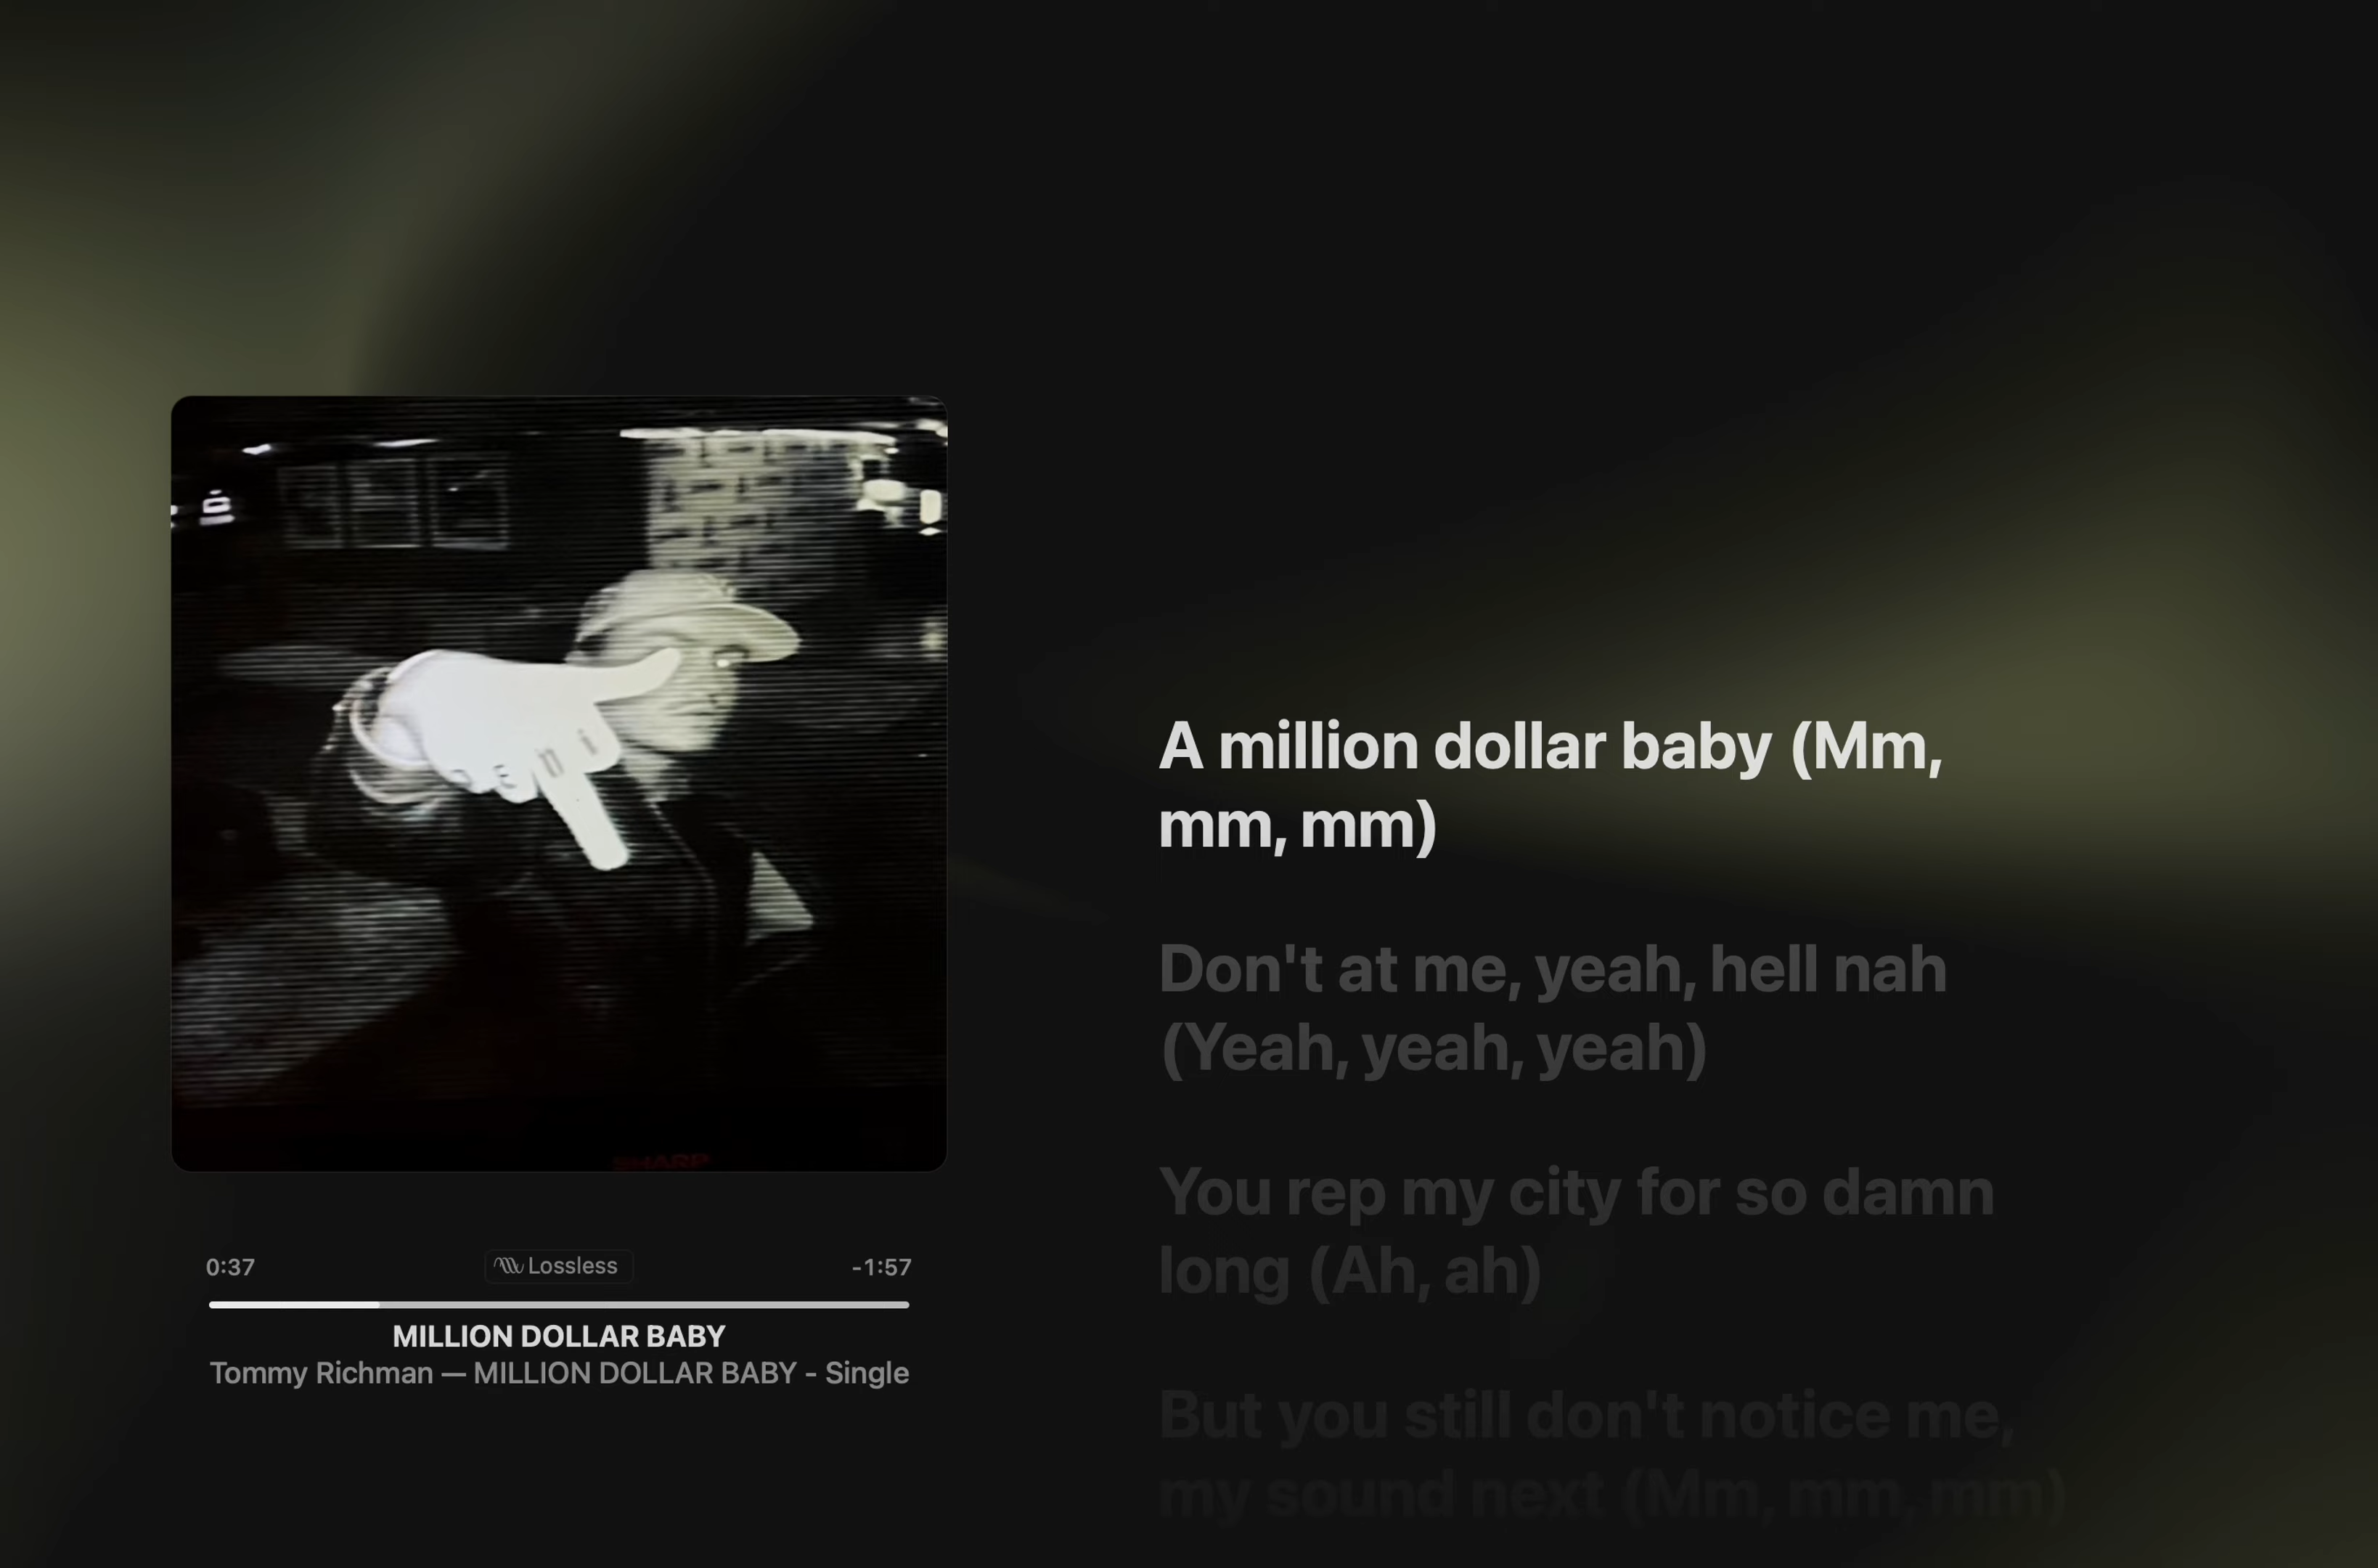 A million dollar baby (Mm,
mm, mm)
Don't at me, yeah, hell nah
(Yeah, yeah, yeah)
You rep my city for so damn
long (Ah, ah)
But you still don't notice me,
my sound next (Mm, mm, mm)
SHARP
0:37
Lossless
-1:57
MILLION DOLLAR BABY
Tommy Richman — MILLION DOLLAR BABY - Single